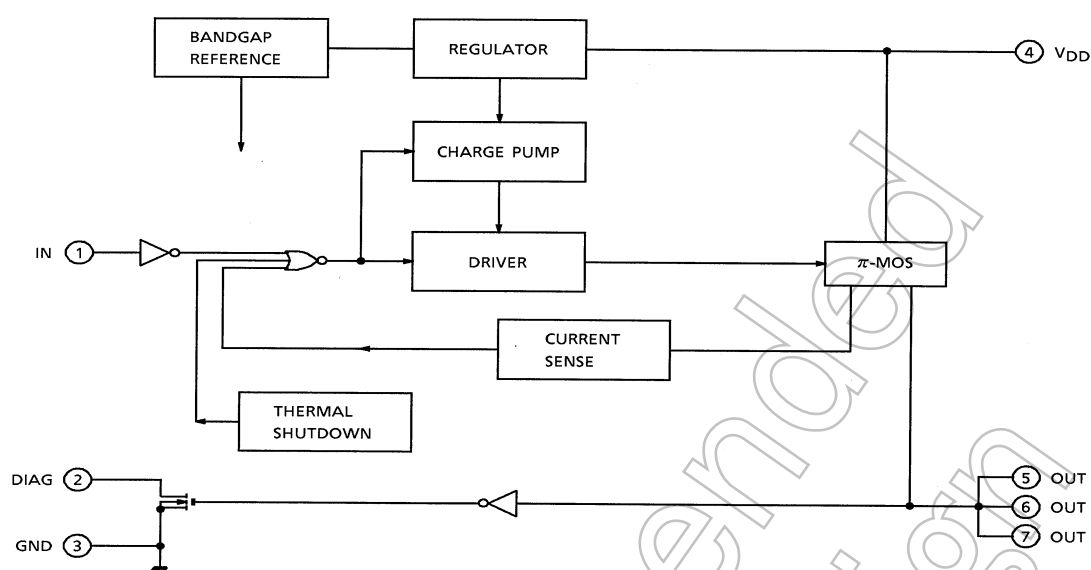 BANDGAP
REFERENCE
REGULATOR
4 VDD
CHARGE PUMP
IN 1
DRIVER
π-MOS
CURRENT
SENSE
THERMAL
SHUTDOWN
DIAG 2
5 OUT
6 OUT
7 OUT
GND 3